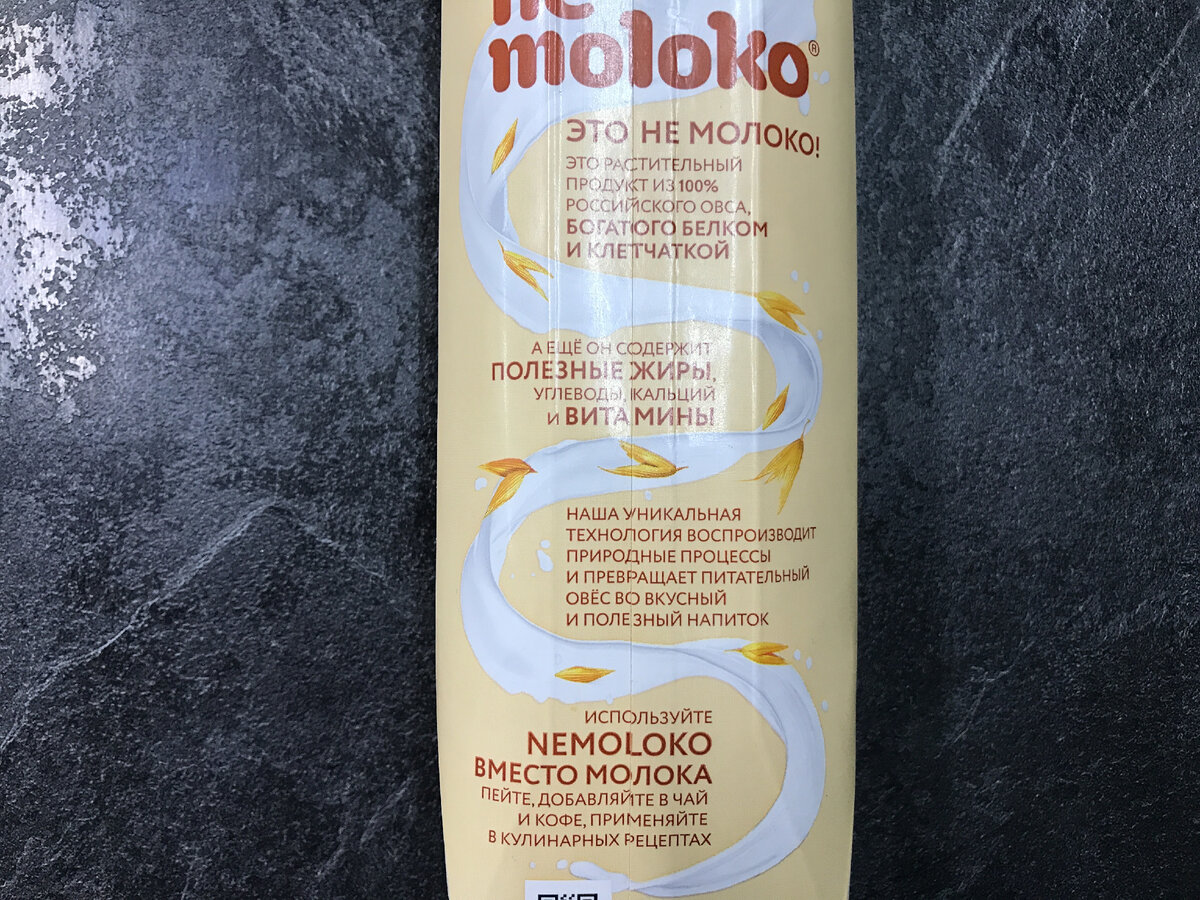 ne
moloko®
ЭТО НЕ МОЛОКО!
ЭТО РАСТИТЕЛЬНЫЙ
ПРОДУКТ ИЗ 100%
РОССИЙСКОГО ОВСА,
БОГАТОГО БЕЛКОМ
И КЛЕТЧАТКОЙ
А ЕЩЁ ОН СОДЕРЖИТ
ПОЛЕЗНЫЕ ЖИРЫ,
УГЛЕВОДЫ, КАЛЬЦИЙ
И ВИТАМИНЫ
НАША УНИКАЛЬНАЯ
ТЕХНОЛОГИЯ ВОСПРОИЗВОДИТ
ПРИРОДНЫЕ ПРОЦЕССЫ
И ПРЕВРАЩАЕТ ПИТАТЕЛЬНЫЙ
ОВЁС ВО ВКУСНЫЙ
И ПОЛЕЗНЫЙ НАПИТОК
ИСПОЛЬЗУЙТЕ
NEMOLOKO
ВМЕСТО МОЛОКА
ПЕЙТЕ, ДОБАВЛЯЙТЕ В ЧАЙ
И КОФЕ, ПРИМЕНЯЙТЕ
В КУЛИНАРНЫХ РЕЦЕПТАХ